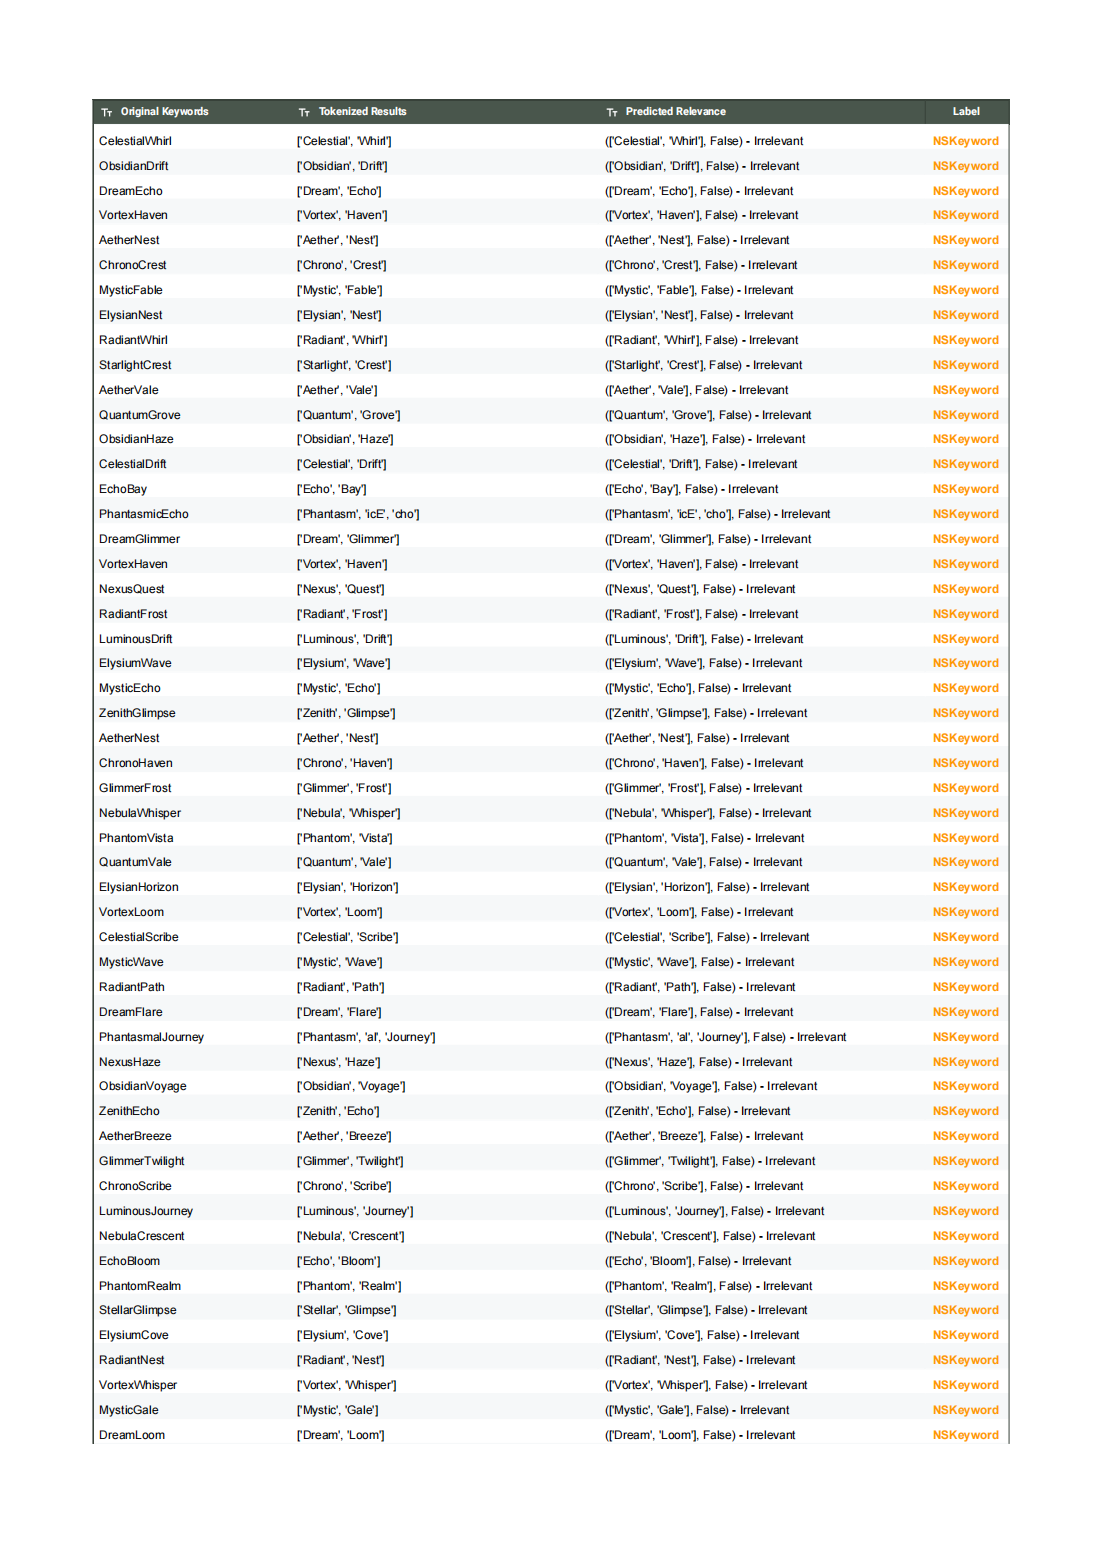 Original Keywords Tokenized Results Predicted Relevance Label
CelestialWhirl ['Celestial', 'Whirl'] (['Celestial', 'Whirl'], False) - Irrelevant NSKeyword
ObsidianDrift ['Obsidian', 'Drift'] (['Obsidian', 'Drift'], False) - Irrelevant NSKeyword
DreamEcho ['Dream', 'Echo'] (['Dream', 'Echo'], False) - Irrelevant NSKeyword
VortexHaven ['Vortex', 'Haven'] (['Vortex', 'Haven'], False) - Irrelevant NSKeyword
AetherNest ['Aether', 'Nest'] (['Aether', 'Nest'], False) - Irrelevant NSKeyword
ChronoCrest ['Chrono', 'Crest'] (['Chrono', 'Crest'], False) - Irrelevant NSKeyword
MysticFable ['Mystic', 'Fable'] (['Mystic', 'Fable'], False) - Irrelevant NSKeyword
ElysianNest ['Elysian', 'Nest'] (['Elysian', 'Nest'], False) - Irrelevant NSKeyword
RadiantWhirl ['Radiant', 'Whirl'] (['Radiant', 'Whirl'], False) - Irrelevant NSKeyword
StarlightCrest ['Starlight', 'Crest'] (['Starlight', 'Crest'], False) - Irrelevant NSKeyword
AetherVale ['Aether', 'Vale'] (['Aether', 'Vale'], False) - Irrelevant NSKeyword
QuantumGrove ['Quantum', 'Grove'] (['Quantum', 'Grove'], False) - Irrelevant NSKeyword
ObsidianHaze ['Obsidian', 'Haze'] (['Obsidian', 'Haze'], False) - Irrelevant NSKeyword
CelestialDrift ['Celestial', 'Drift'] (['Celestial', 'Drift'], False) - Irrelevant NSKeyword
EchoBay ['Echo', 'Bay'] (['Echo', 'Bay'], False) - Irrelevant NSKeyword
PhantasmicEcho ['Phantasm', 'icE', 'cho'] (['Phantasm', 'icE', 'cho'], False) - Irrelevant NSKeyword
DreamGlimmer ['Dream', 'Glimmer'] (['Dream', 'Glimmer'], False) - Irrelevant NSKeyword
VortexHaven ['Vortex', 'Haven'] (['Vortex', 'Haven'], False) - Irrelevant NSKeyword
NexusQuest ['Nexus', 'Quest'] (['Nexus', 'Quest'], False) - Irrelevant NSKeyword
RadiantFrost ['Radiant', 'Frost'] (['Radiant', 'Frost'], False) - Irrelevant NSKeyword
LuminousDrift ['Luminous', 'Drift'] (['Luminous', 'Drift'], False) - Irrelevant NSKeyword
ElysiumWave ['Elysium', 'Wave'] (['Elysium', 'Wave'], False) - Irrelevant NSKeyword
MysticEcho ['Mystic', 'Echo'] (['Mystic', 'Echo'], False) - Irrelevant NSKeyword
ZenithGlimpse ['Zenith', 'Glimpse'] (['Zenith', 'Glimpse'], False) - Irrelevant NSKeyword
AetherNest ['Aether', 'Nest'] (['Aether', 'Nest'], False) - Irrelevant NSKeyword
ChronoHaven ['Chrono', 'Haven'] (['Chrono', 'Haven'], False) - Irrelevant NSKeyword
GlimmerFrost ['Glimmer', 'Frost'] (['Glimmer', 'Frost'], False) - Irrelevant NSKeyword
NebulaWhisper ['Nebula', 'Whisper'] (['Nebula', 'Whisper'], False) - Irrelevant NSKeyword
PhantomVista ['Phantom', 'Vista'] (['Phantom', 'Vista'], False) - Irrelevant NSKeyword
QuantumVale ['Quantum', 'Vale'] (['Quantum', 'Vale'], False) - Irrelevant NSKeyword
ElysianHorizon ['Elysian', 'Horizon'] (['Elysian', 'Horizon'], False) - Irrelevant NSKeyword
VortexLoom ['Vortex', 'Loom'] (['Vortex', 'Loom'], False) - Irrelevant NSKeyword
CelestialScribe ['Celestial', 'Scribe'] (['Celestial', 'Scribe'], False) - Irrelevant NSKeyword
MysticWave ['Mystic', 'Wave'] (['Mystic', 'Wave'], False) - Irrelevant NSKeyword
RadiantPath ['Radiant', 'Path'] (['Radiant', 'Path'], False) - Irrelevant NSKeyword
DreamFlare ['Dream', 'Flare'] (['Dream', 'Flare'], False) - Irrelevant NSKeyword
PhantasmalJourney ['Phantasm', 'al', 'Journey'] (['Phantasm', 'al', 'Journey'], False) - Irrelevant NSKeyword
NexusHaze ['Nexus', 'Haze'] (['Nexus', 'Haze'], False) - Irrelevant NSKeyword
ObsidianVoyage ['Obsidian', 'Voyage'] (['Obsidian', 'Voyage'], False) - Irrelevant NSKeyword
ZenithEcho ['Zenith', 'Echo'] (['Zenith', 'Echo'], False) - Irrelevant NSKeyword
AetherBreeze ['Aether', 'Breeze'] (['Aether', 'Breeze'], False) - Irrelevant NSKeyword
GlimmerTwilight ['Glimmer', 'Twilight'] (['Glimmer', 'Twilight'], False) - Irrelevant NSKeyword
ChronoScribe ['Chrono', 'Scribe'] (['Chrono', 'Scribe'], False) - Irrelevant NSKeyword
LuminousJourney ['Luminous', 'Journey'] (['Luminous', 'Journey'], False) - Irrelevant NSKeyword
NebulaCrescent ['Nebula', 'Crescent'] (['Nebula', 'Crescent'], False) - Irrelevant NSKeyword
EchoBloom ['Echo', 'Bloom'] (['Echo', 'Bloom'], False) - Irrelevant NSKeyword
PhantomRealm ['Phantom', 'Realm'] (['Phantom', 'Realm'], False) - Irrelevant NSKeyword
StellarGlimpse ['Stellar', 'Glimpse'] (['Stellar', 'Glimpse'], False) - Irrelevant NSKeyword
ElysiumCove ['Elysium', 'Cove'] (['Elysium', 'Cove'], False) - Irrelevant NSKeyword
RadiantNest ['Radiant', 'Nest'] (['Radiant', 'Nest'], False) - Irrelevant NSKeyword
VortexWhisper ['Vortex', 'Whisper'] (['Vortex', 'Whisper'], False) - Irrelevant NSKeyword
MysticGale ['Mystic', 'Gale'] (['Mystic', 'Gale'], False) - Irrelevant NSKeyword
DreamLoom ['Dream', 'Loom'] (['Dream', 'Loom'], False) - Irrelevant NSKeyword